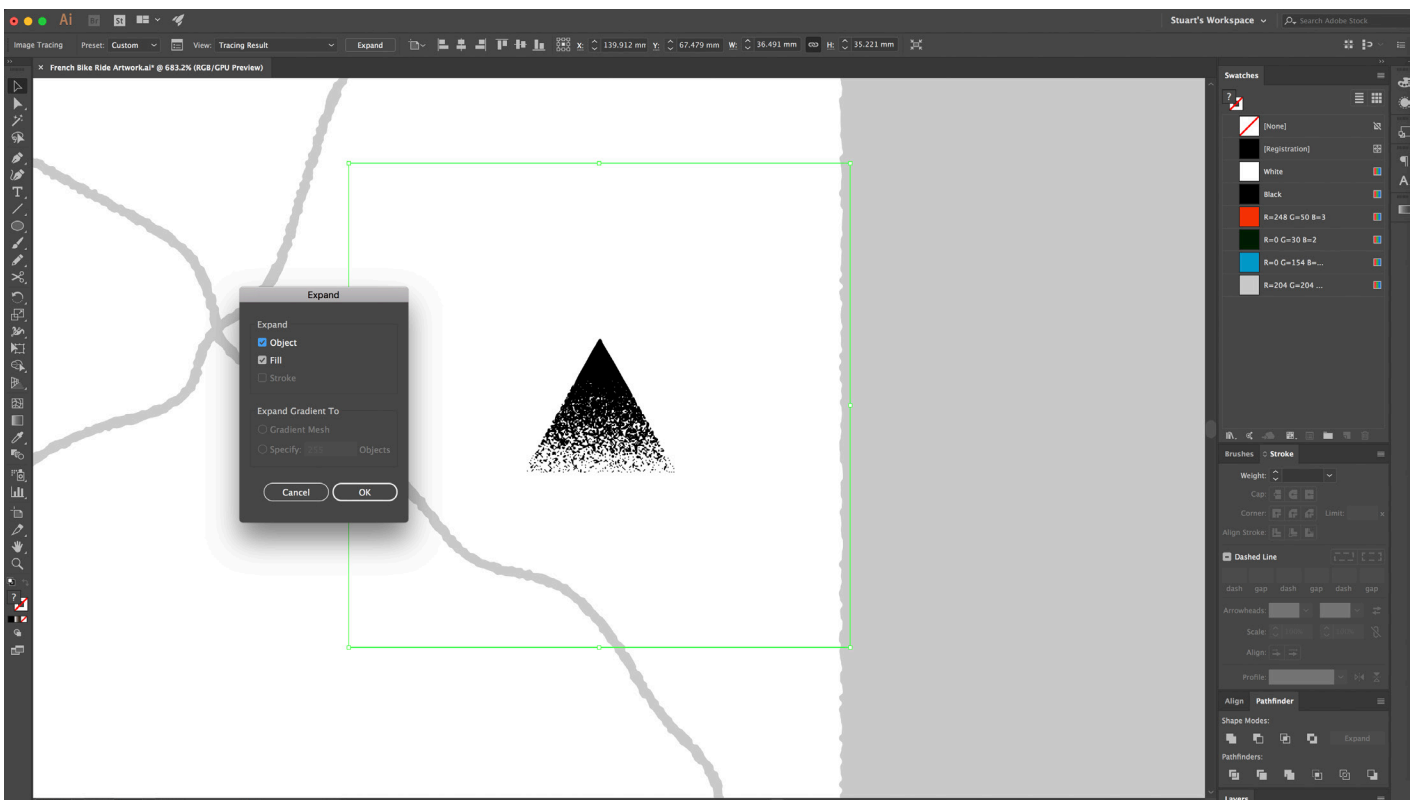 Ai Br St Stuart's Workspace Search Adobe Stock
Image Tracing Preset: Custom View: Tracing Result Expand X: 139.912 mm Y: 67.479 mm W: 36.491 mm H: 35.221 mm
× French Bike Ride Artwork.ai* @ 683.2% (RGB/GPU Preview)
Swatches
[None]
[Registration]
White
Black
R=248 G=50 B=3
R=0 G=30 B=2
R=0 G=154 B=...
R=204 G=204 ...
Expand
Expand
Object
Fill
Stroke
Expand Gradient To
Gradient Mesh
Specify: Objects
Cancel OK
Brushes Stroke
Weight:
Cap:
Corner: Limit: x
Align Stroke:
Dashed Line
dash gap dash gap dash gap
Arrowheads:
Scale:
Align:
Profile:
Align Pathfinder
Shape Modes:
Expand
Pathfinders:
Layers